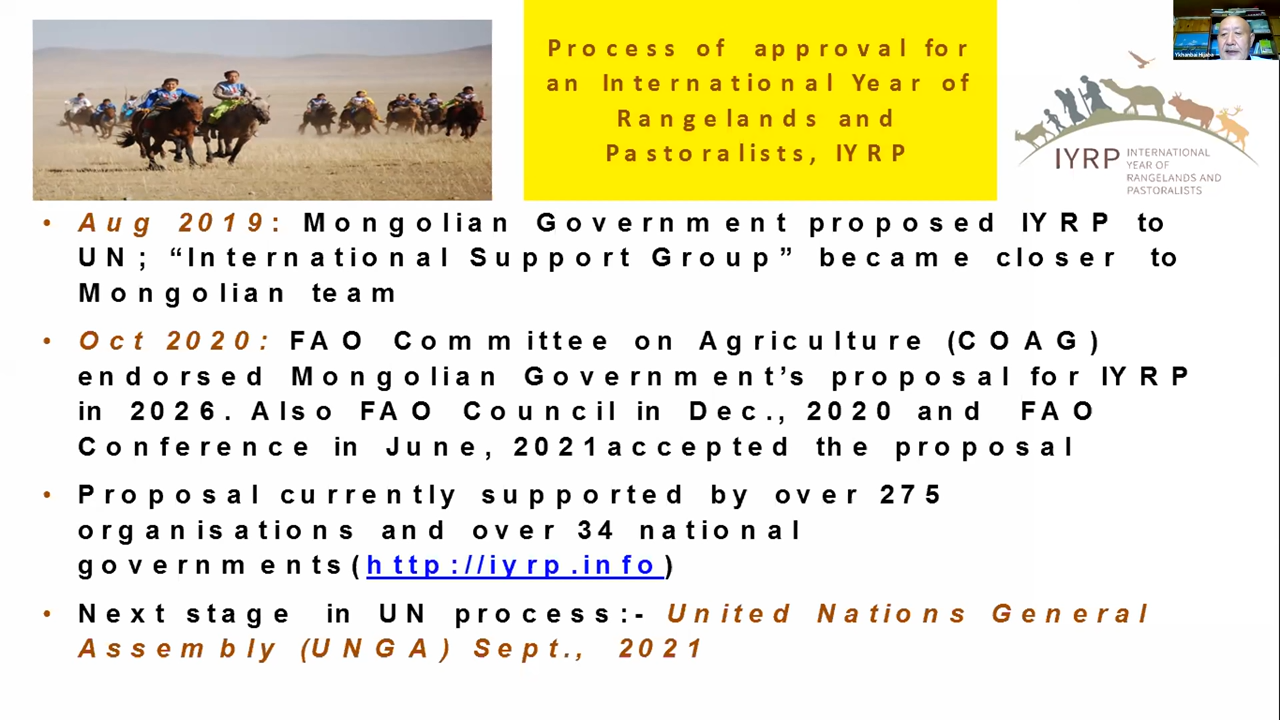 Process of approval for
an International Year of
Rangelands and
Pastoralists, IYRP
Ykhanbai Hijaba
IYRP INTERNATIONAL
YEAR OF
RANGELANDS AND
PASTORALISTS
• Aug 2019: Mongolian Government proposed IYRP to
UN; “International Support Group” became closer to
Mongolian team
• Oct 2020: FAO Committee on Agriculture (COAG)
endorsed Mongolian Government’s proposal for IYRP
in 2026. Also FAO Council in Dec., 2020 and FAO
Conference in June, 2021accepted the proposal
• Proposal currently supported by over 275
organisations and over 34 national
governments(http://iyrp.info )
• Next stage in UN process:- United Nations General
Assembly (UNGA) Sept., 2021